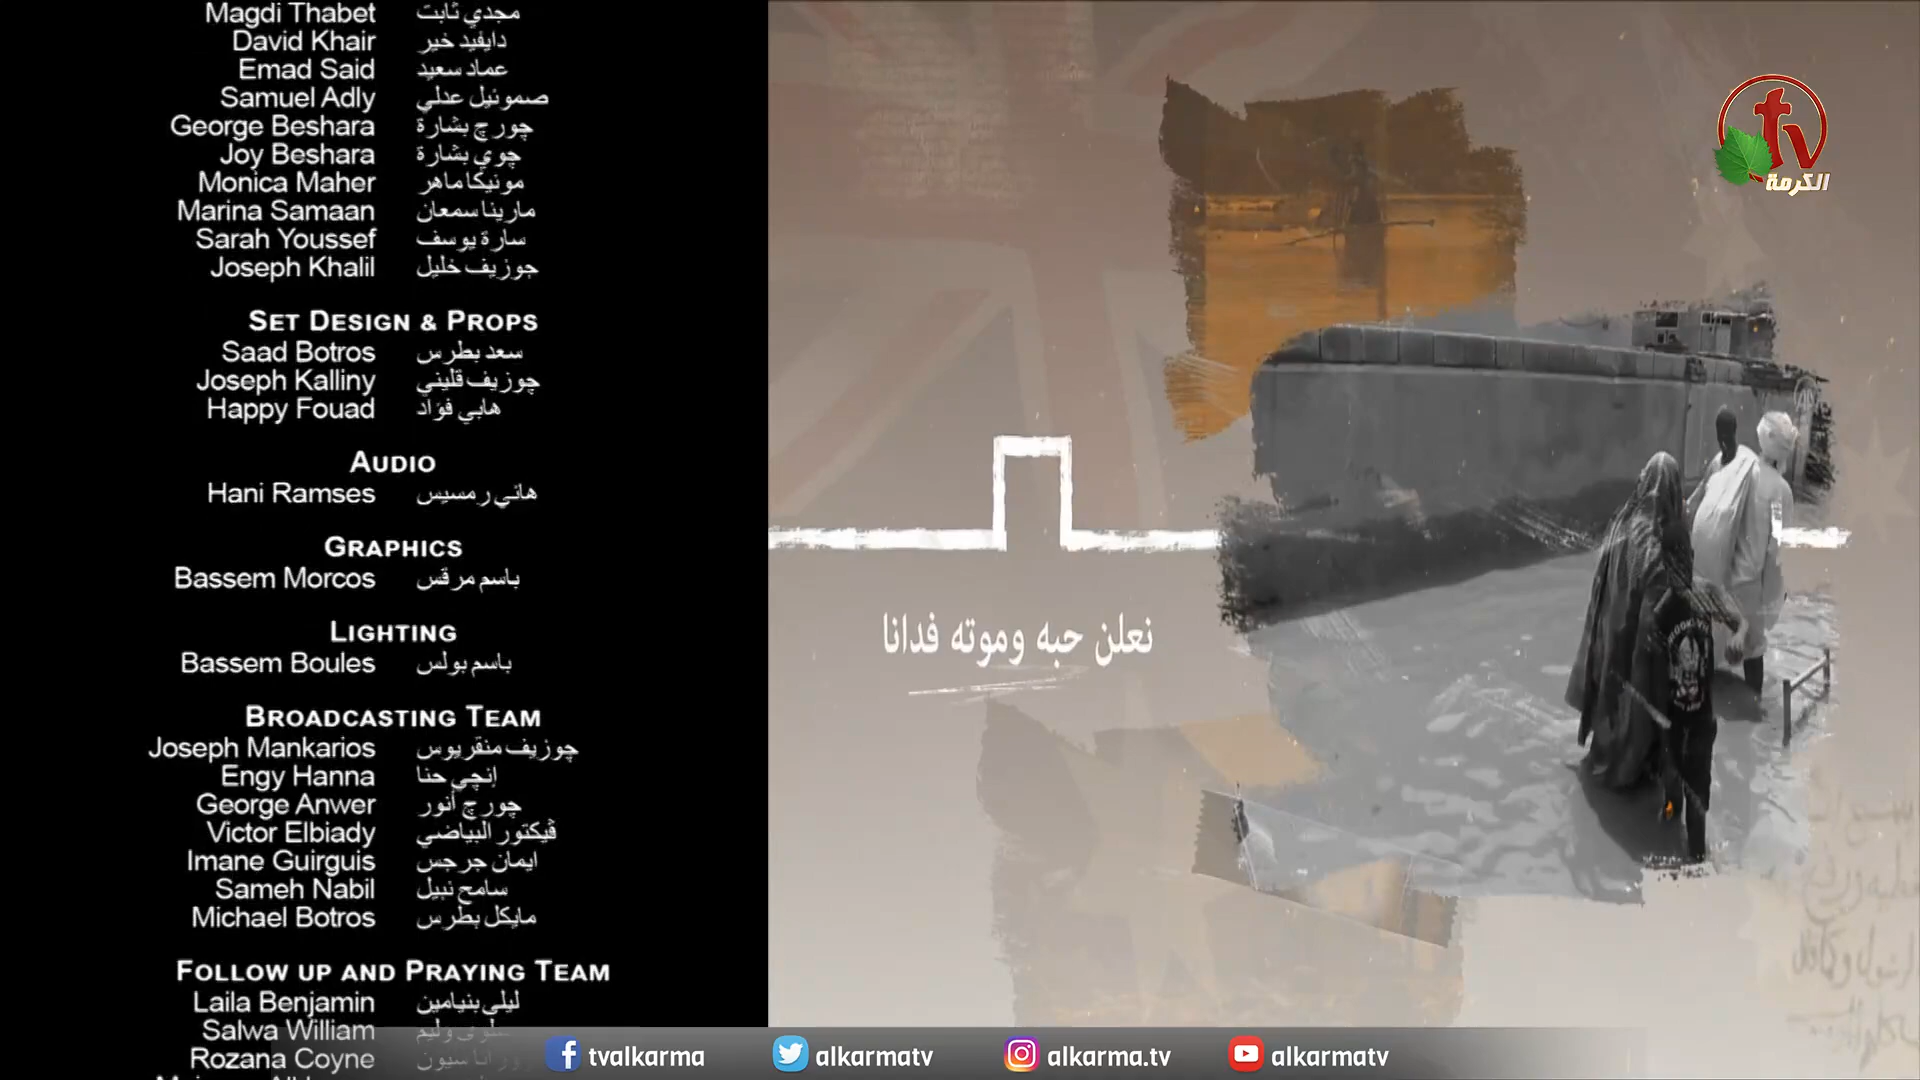 Magdi Thabet مجدي ثابت
David Khair دايفيد خير
Emad Said عماد سعيد
Samuel Adly صموئيل عدلي
George Beshara چورچ بشارة
Joy Beshara چوي بشارة
Monica Maher مونيكا ماهر
Marina Samaan مارينا سمعان
Sarah Youssef سارة يوسف
Joseph Khalil جوزيف خليل
SET DESIGN & PROPS
Saad Botros سعد بطرس
Joseph Kalliny چوزيف قليني
Happy Fouad هابي فؤاد
AUDIO
Hani Ramses هاني رمسيس
GRAPHICS
Bassem Morcos باسم مرقس
LIGHTING
Bassem Boules باسم بولس
BROADCASTING TEAM
Joseph Mankarios چوزيف منقريوس
Engy Hanna إنچي حنا
George Anwer چورچ أنور
Victor Elbiady ڤيكتور البياضي
Imane Guirguis ايمان جرجس
Sameh Nabil سامح نبيل
Michael Botros مايكل بطرس
FOLLOW UP AND PRAYING TEAM
Laila Benjamin ليلى بنيامين
Salwa William سلوى وليم
Rozana Coyne
tv
الكرمة
نعلن حبه وموته فدانا
tvalkarma
alkarmatv
alkarma.tv
alkarmatv